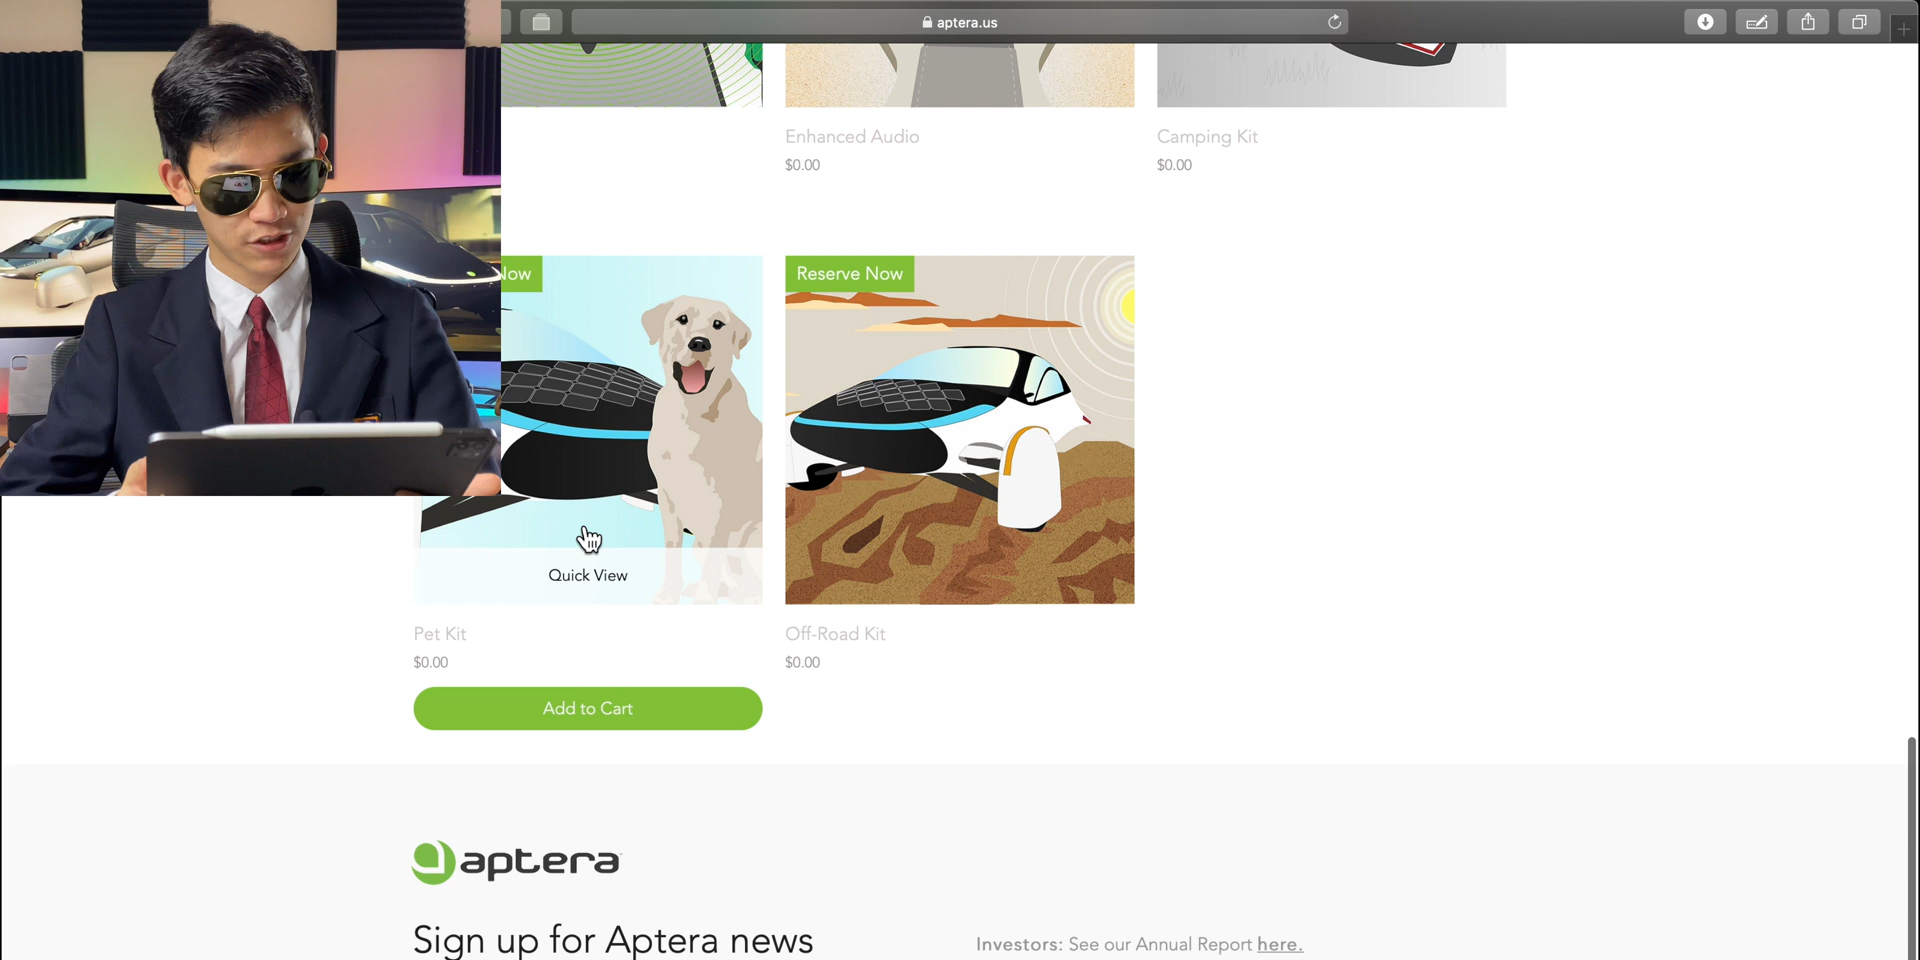 aptera.us
Enhanced Audio
$0.00
Camping Kit
$0.00
Now
Reserve Now
Quick View
Pet Kit
$0.00
Off-Road Kit
$0.00
Add to Cart
aptera
Sign up for Aptera news
Investors: See our Annual Report here.